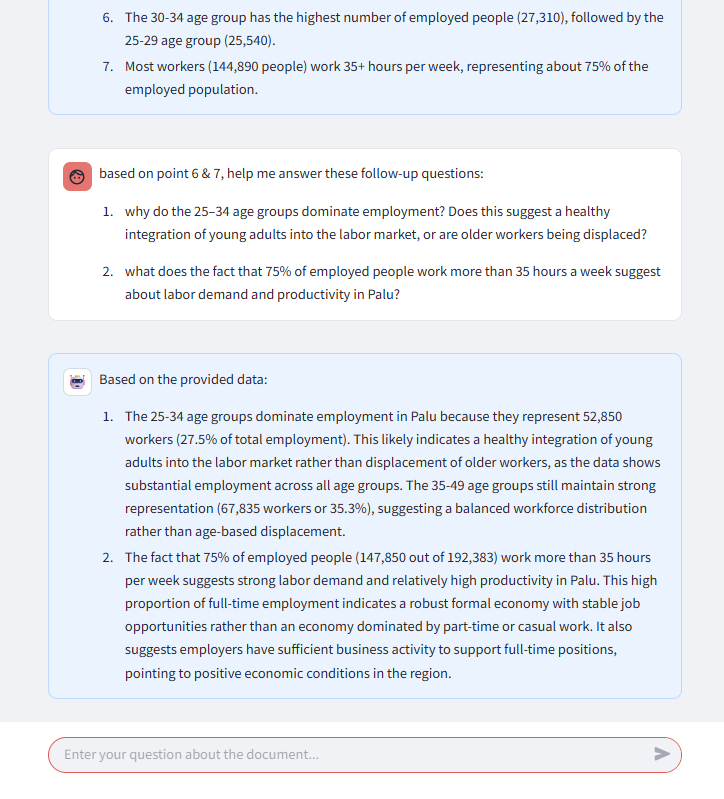 6. The 30-34 age group has the highest number of employed people (27,310), followed by the
25-29 age group (25,540).
7. Most workers (144,890 people) work 35+ hours per week, representing about 75% of the
employed population.
based on point 6 & 7, help me answer these follow-up questions:
1. why do the 25–34 age groups dominate employment? Does this suggest a healthy
integration of young adults into the labor market, or are older workers being displaced?
2. what does the fact that 75% of employed people work more than 35 hours a week suggest
about labor demand and productivity in Palu?
Based on the provided data:
1. The 25-34 age groups dominate employment in Palu because they represent 52,850
workers (27.5% of total employment). This likely indicates a healthy integration of young
adults into the labor market rather than displacement of older workers, as the data shows
substantial employment across all age groups. The 35-49 age groups still maintain strong
representation (67,835 workers or 35.3%), suggesting a balanced workforce distribution
rather than age-based displacement.
2. The fact that 75% of employed people (147,850 out of 192,383) work more than 35 hours
per week suggests strong labor demand and relatively high productivity in Palu. This high
proportion of full-time employment indicates a robust formal economy with stable job
opportunities rather than an economy dominated by part-time or casual work. It also
suggests employers have sufficient business activity to support full-time positions,
pointing to positive economic conditions in the region.
Enter your question about the document...